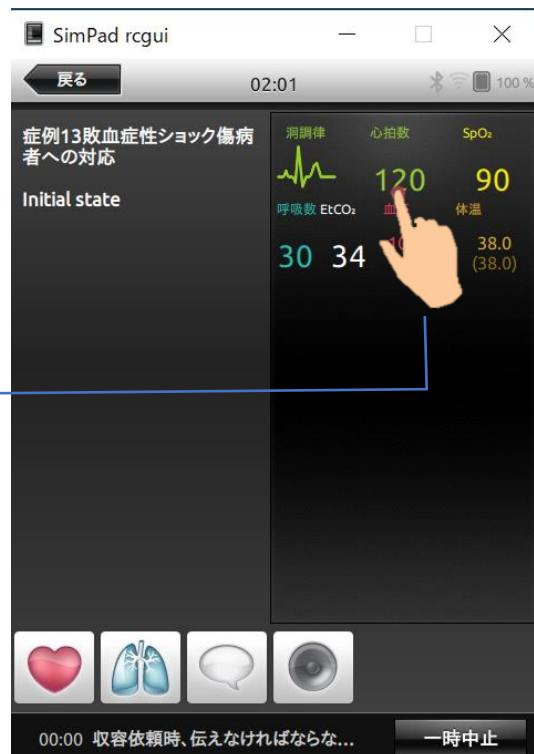 SimPad rcgui
戻る
02:01
100 %
症例13敗血症性ショック傷病
者への対応
Initial state
洞調律 心拍数 SpO₂
120 90
呼吸数 EtCO₂ 体温
30 34 38.0
(38.0)
00:00 収容依頼時、伝えなければならな...
一時中止